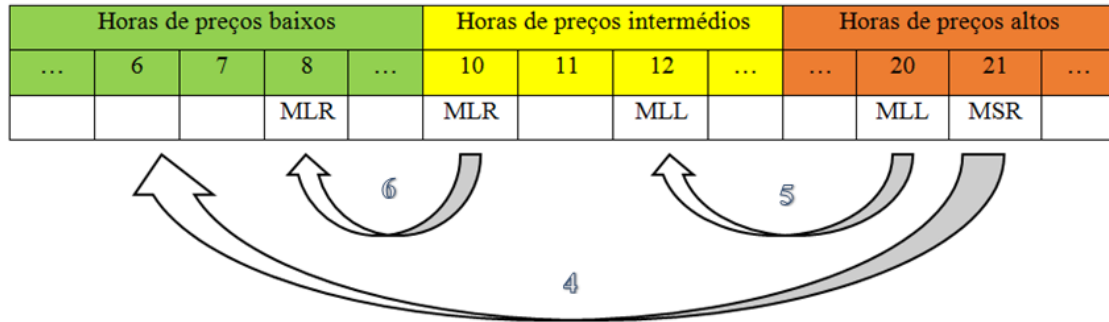 Horas de preços baixos Horas de preços intermédios Horas de preços altos
... 6 7 8 ... 10 11 12 ... ... 20 21 ...
MLR MLR MLL MLL MSR
6 5
4